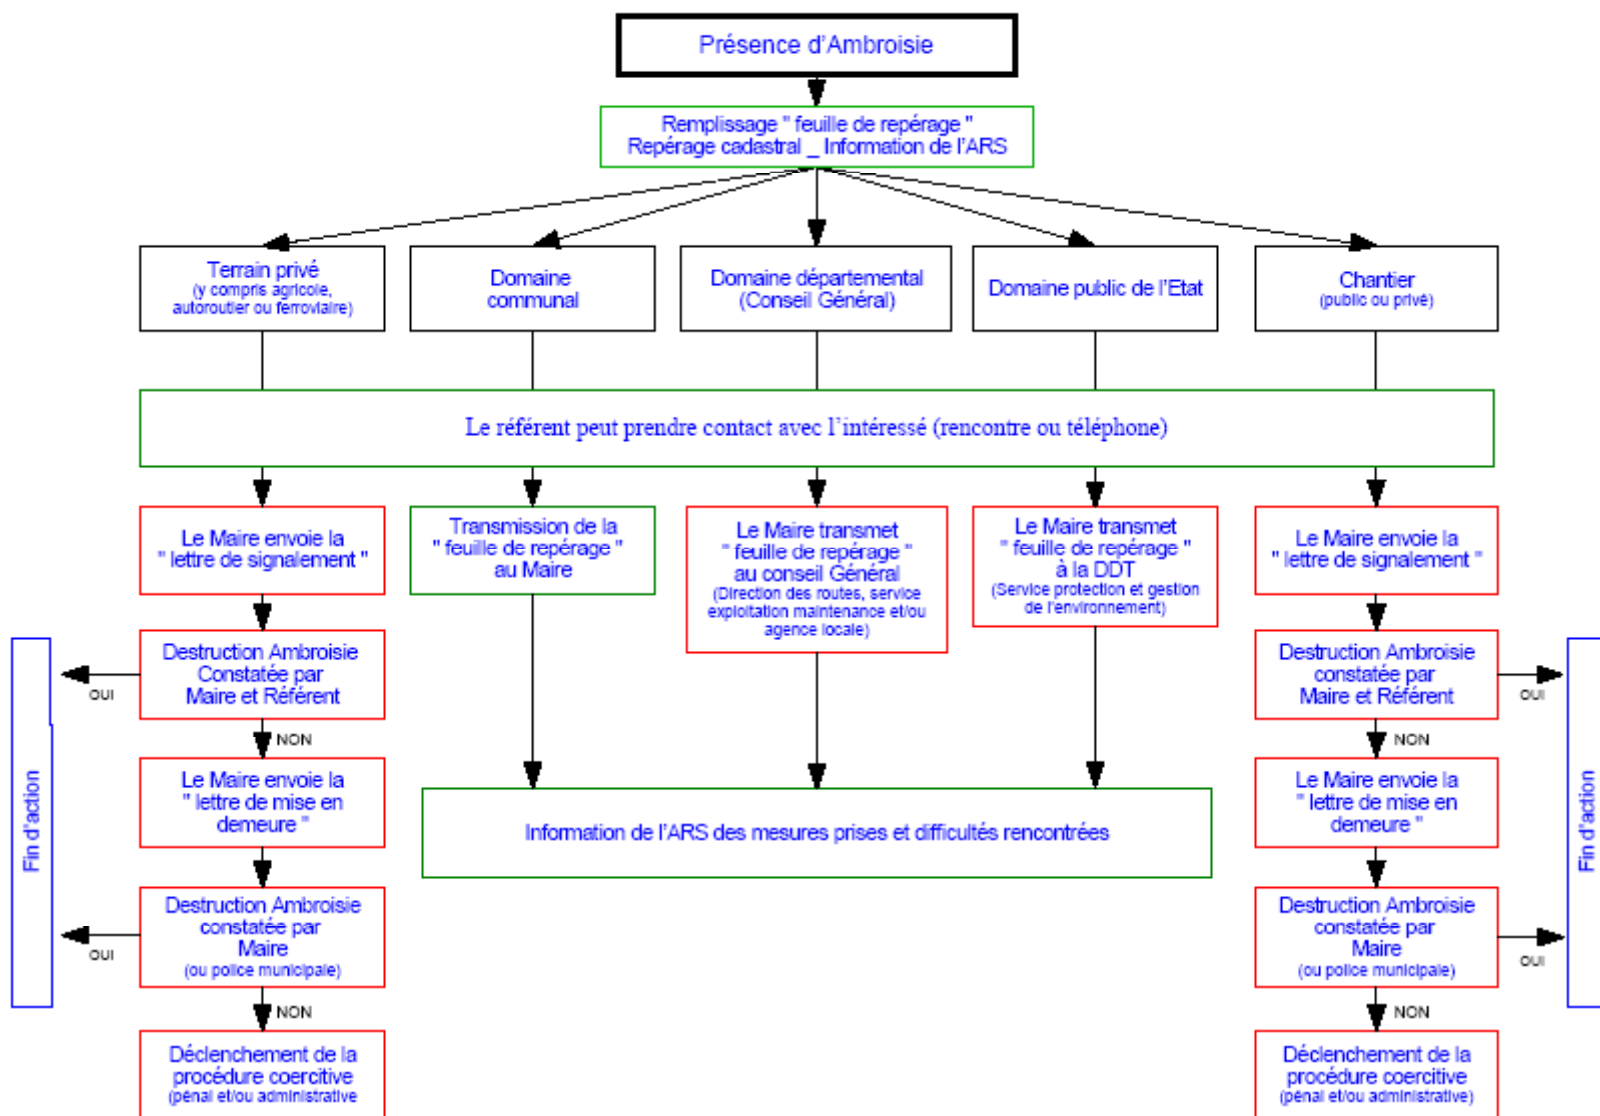 Présence d'Ambroisie
Remplissage " feuille de repérage "
Repérage cadastral _ Information de l'ARS
Terrain privé
(y compris agricole,
autoroutier ou ferroviaire)
Domaine
communal
Domaine départemental
(Conseil Général)
Domaine public de l'Etat
Chantier
(public ou privé)
Le référent peut prendre contact avec l'intéressé (rencontre ou téléphone)
Le Maire envoie la
" lettre de signalement "
Transmission de la
" feuille de repérage "
au Maire
Le Maire transmet
" feuille de repérage "
au conseil Général
(Direction des routes, service
exploitation maintenance et/ou
agence locale)
Le Maire transmet
" feuille de repérage "
à la DDT
(Service protection et gestion
de l'environnement)
Le Maire envoie la
" lettre de signalement "
Destruction Ambroisie
Constatée par
Maire et Référent
OUI
NON
Destruction Ambroisie
constatée par
Maire et Référent
OUI
NON
Le Maire envoie la
" lettre de mise en
demeure "
Information de l'ARS des mesures prises et difficultés rencontrées
Le Maire envoie la
" lettre de mise en
demeure "
Fin d'action
Fin d'action
Destruction Ambroisie
constatée par
Maire
(ou police municipale)
OUI
NON
Destruction Ambroisie
constatée par
Maire
(ou police municipale)
OUI
NON
Déclenchement de la
procédure coercitive
(pénal et/ou administrative
Déclenchement de la
procédure coercitive
(pénal et/ou administrative)